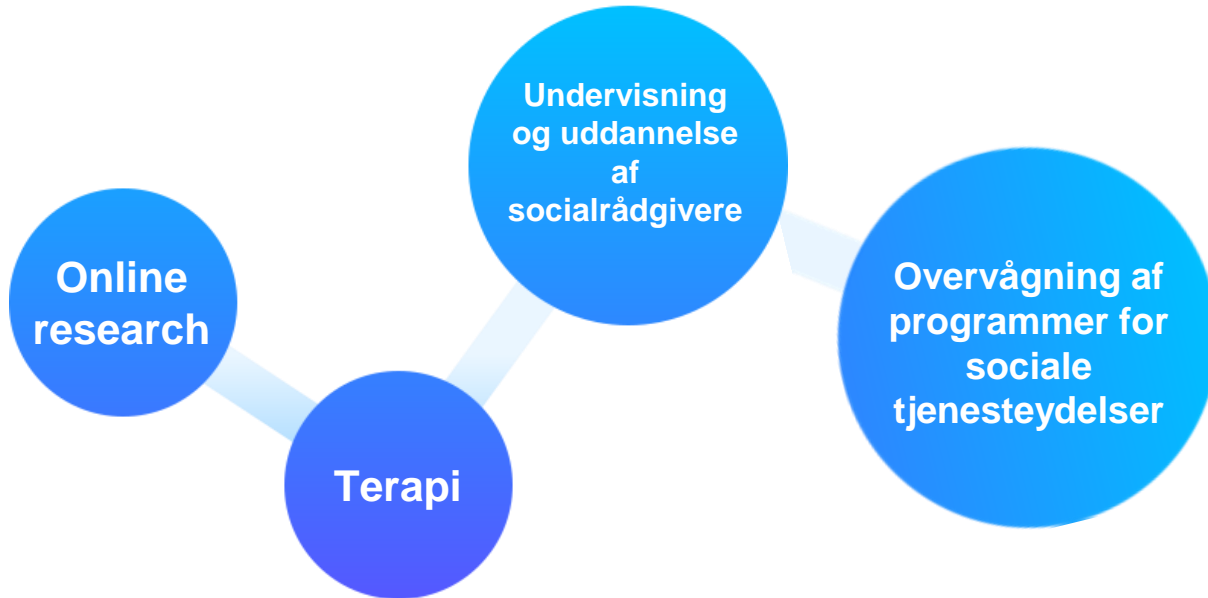 Online
research
Terapi
Undervisning
og uddannelse
af
socialrådgivere
Overvågning af
programmer for
sociale
tjenesteydelser